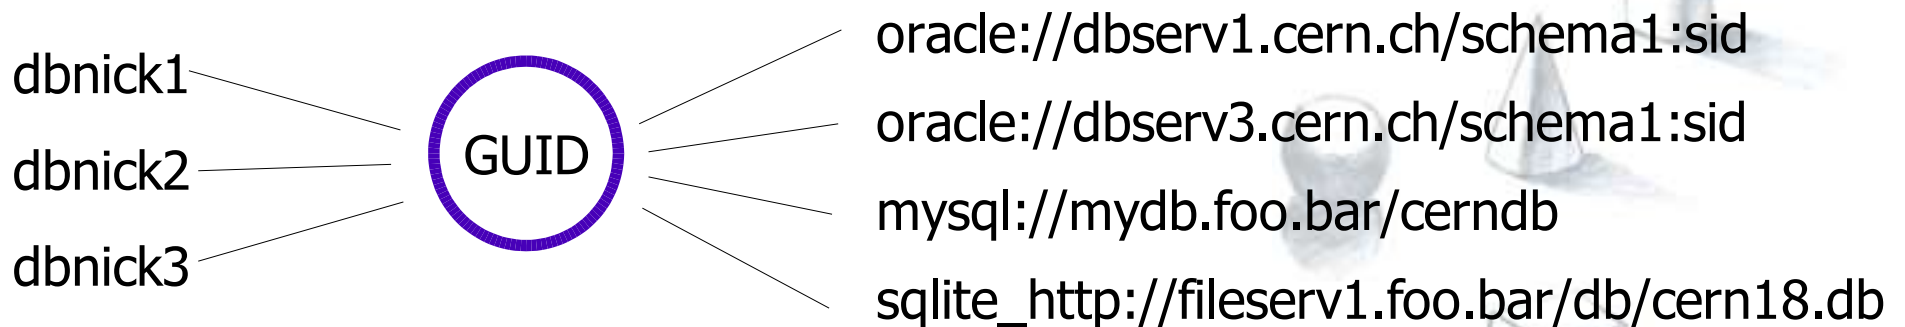 dbnick1
dbnick2
dbnick3
GUID
oracle://dbserv1.cern.ch/schema1:sid
oracle://dbserv3.cern.ch/schema1:sid
mysql://mydb.foo.bar/cerndb
sqlite_http://fileserv1.foo.bar/db/cern18.db